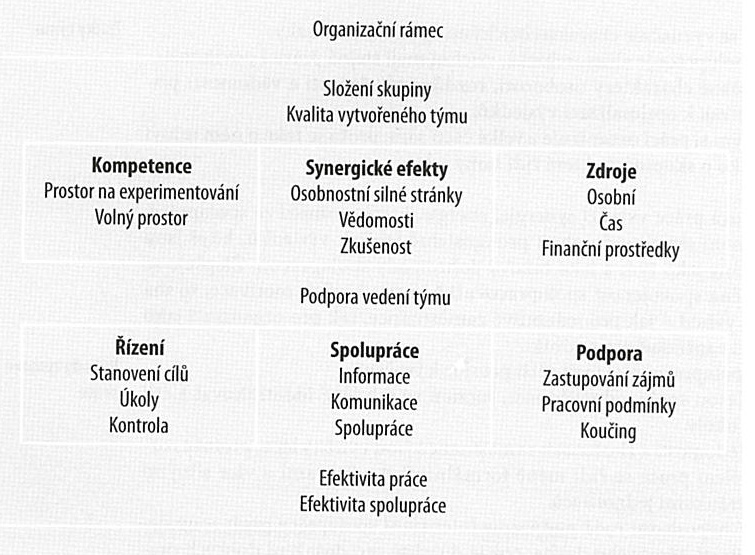 Organizační rámec
Složení skupiny
Kvalita vytvořeného týmu
Kompetence
Prostor na experimentování
Volný prostor
Synergické efekty
Osobnostní silné stránky
Vědomosti
Zkušenost
Zdroje
Osobní
Čas
Finanční prostředky
Podpora vedení týmu
Řízení
Stanovení cílů
Úkoly
Kontrola
Spolupráce
Informace
Komunikace
Spolupráce
Podpora
Zastupování zájmů
Pracovní podmínky
Koučing
Efektivita práce
Efektivita spolupráce